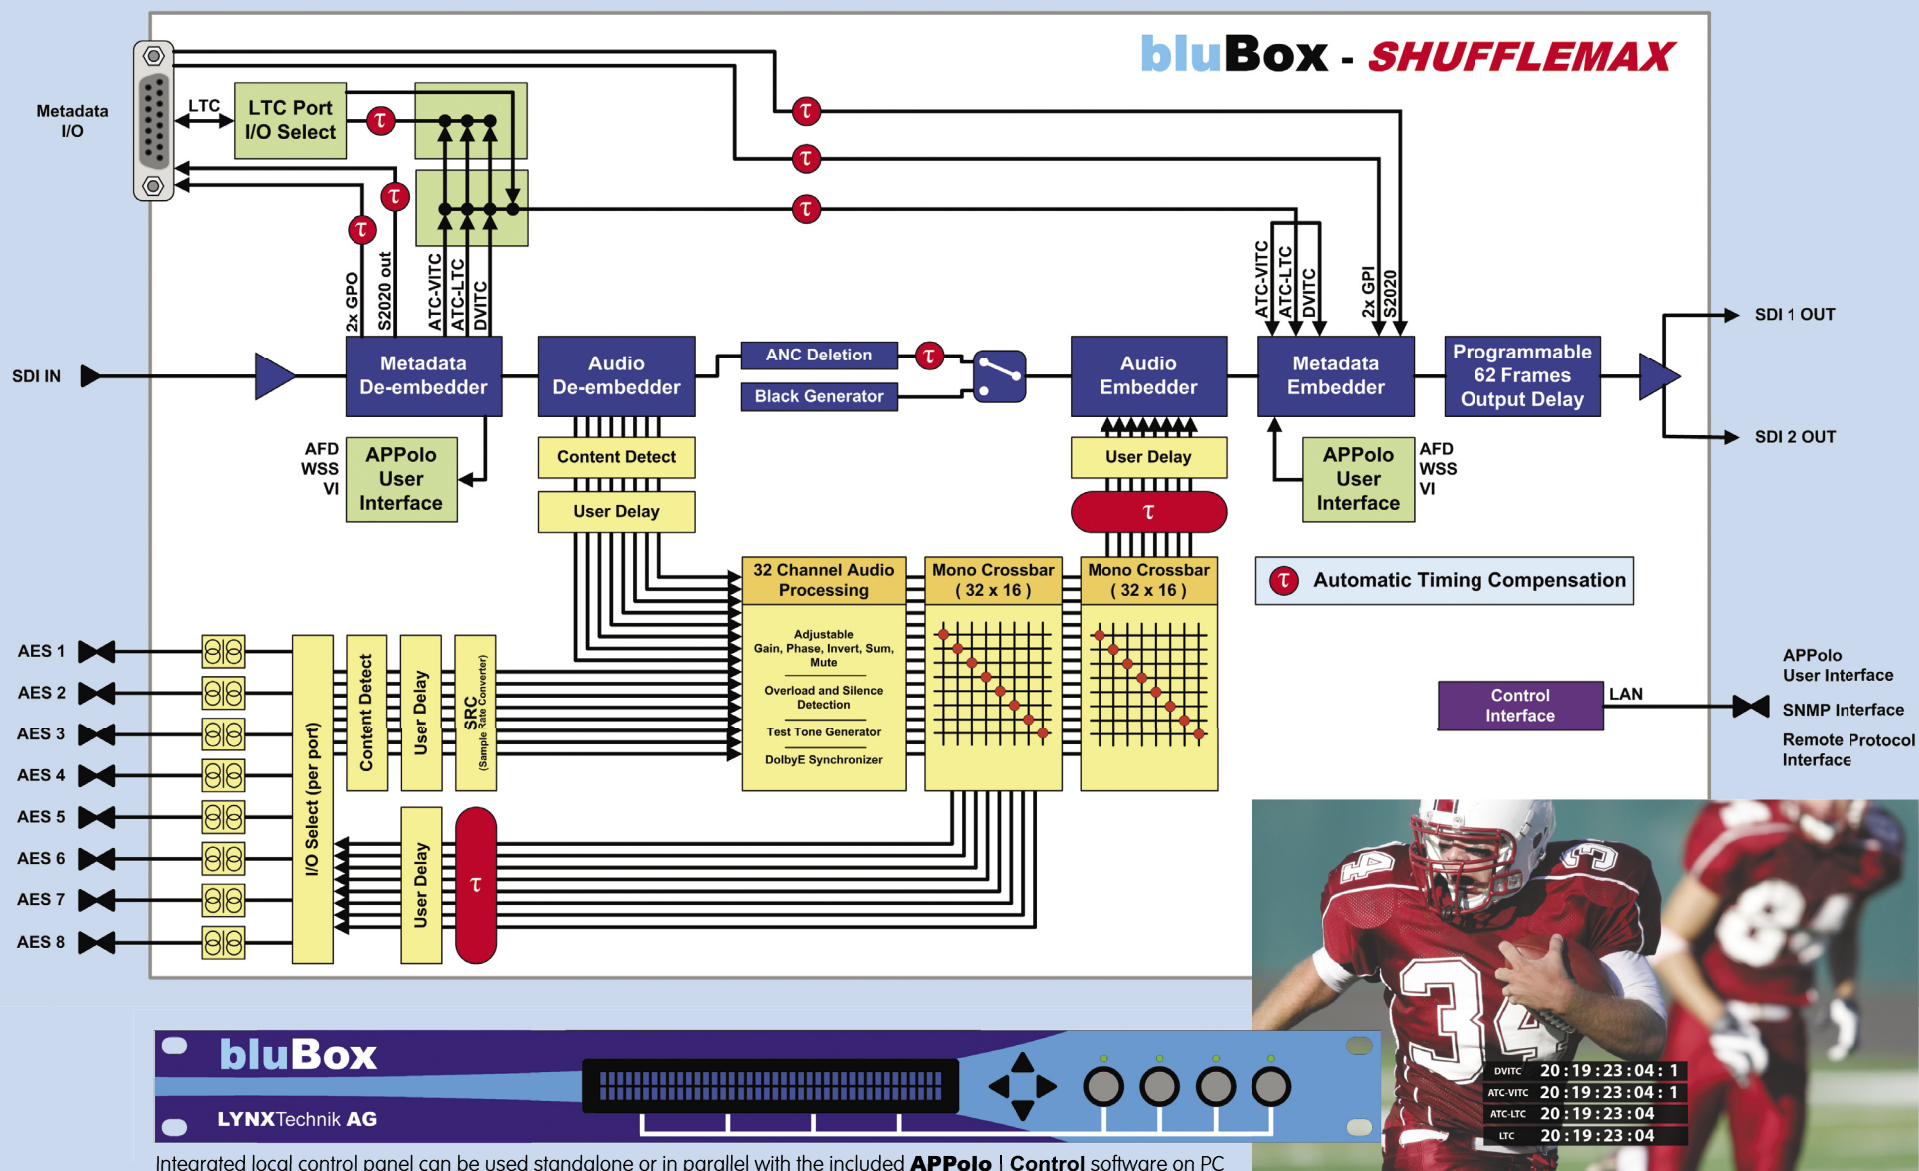 bluBox - SHUFFLEMAX
Metadata
I/O
LTC
LTC Port
I/O Select
τ
τ
τ
τ
τ
τ
2x GPO
S2020 out
ATC-VITC
ATC-LTC
DVITC
ATC-VITC
ATC-LTC
DVITC
2x GPI
S2020
SDI IN
Metadata
De-embedder
Audio
De-embedder
ANC Deletion
τ
Black Generator
Audio
Embedder
Metadata
Embedder
Programmable
62 Frames
Output Delay
SDI 1 OUT
SDI 2 OUT
AFD
WSS
VI
APPolo
User
Interface
Content Detect
User Delay
User Delay
τ
APPolo
User
Interface
AFD
WSS
VI
32 Channel Audio
Processing
Adjustable
Gain, Phase, Invert, Sum,
Mute
Overload and Silence
Detection
Test Tone Generator
DolbyE Synchronizer
Mono Crossbar
( 32 x 16 )
Mono Crossbar
( 32 x 16 )
τ Automatic Timing Compensation
AES 1
AES 2
AES 3
AES 4
AES 5
AES 6
AES 7
AES 8
I/O Select (per port)
Content Detect
User Delay
SRC
(Sample Rate Converter)
User Delay
τ
Control
Interface
LAN
APPolo
User Interface
SNMP Interface
Remote Protocol
Interface
34
3
34
84
bluBox
LYNXTechnik AG
DVITC 20:19:23:04:1
ATC-VITC 20:19:23:04:1
ATC-LTC 20:19:23:04
LTC 20:19:23:04
Integrated local control panel can be used standalone or in parallel with the included APPolo | Control software on PC